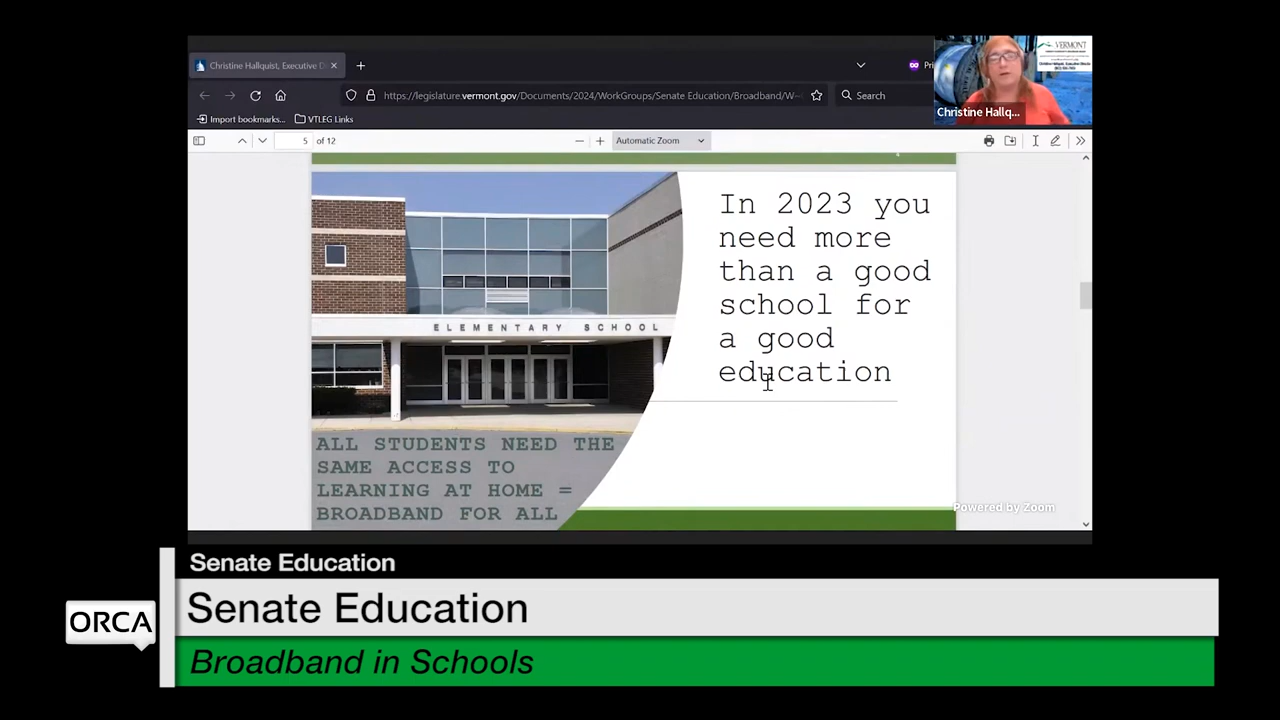 Christine Hallquist, Executive D
Pri
VERMONT
Christine Hallq...
https://legislature.vermont.gov/Documents/2024/WorkGroups/Senate Education/Broadband/W
Search
Import bookmarks...
VTLEG Links
5 of 12
Automatic Zoom
In 2023 you
need more
than a good
school for
a good
education
ELEMENTARY SCHOOL
ALL STUDENTS NEED THE
SAME ACCESS TO
LEARNING AT HOME =
BROADBAND FOR ALL
Powered by Zoom
Senate Education
Senate Education
ORCA
Broadband in Schools